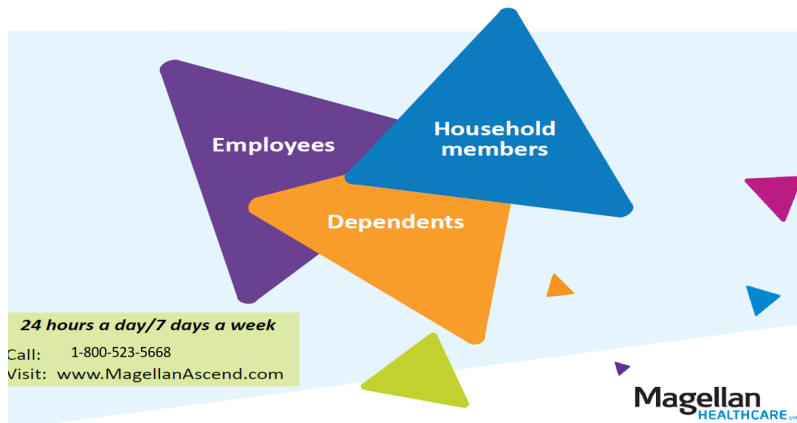 Employees
Household
members
Dependents
24 hours a day/7 days a week
Call: 1-800-523-5668
Visit: www.MagellanAscend.com
Magellan
HEALTHCARE SM